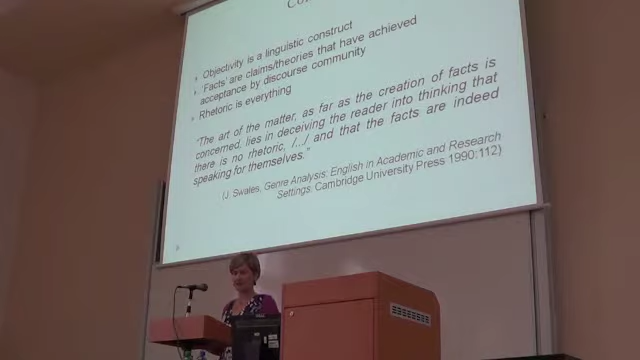 Objectivity is a linguistic construct
'Facts' are claims/theories that have achieved
acceptance by discourse community
Rhetoric is everything
"The art of the matter, as far as the creation of facts is
concerned, lies in deceiving the reader into thinking that
there is no rhetoric, /.../ and that the facts are indeed
speaking for themselves."
(J. Swales, Genre Analysis: English in Academic and Research
Settings, Cambridge University Press 1990:112)